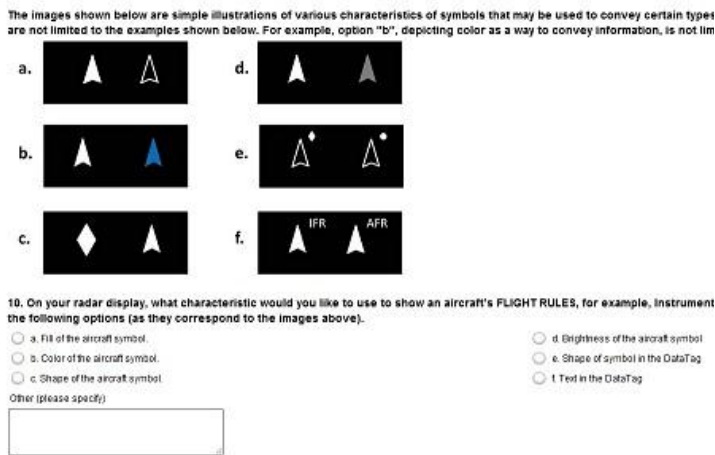 The images shown below are simple illustrations of various characteristics of symbols that may be used to convey certain types
are not limited to the examples shown below. For example, option "b", depicting color as a way to convey information, is not lim
a.
d.
b.
e.
c.
f.
IFR AFR
10. On your radar display, what characteristic would you like to use to show an aircraft's FLIGHT RULES, for example, Instrument
the following options (as they correspond to the images above).
a. Fill of the aircraft symbol.
d. Brightness of the aircraft symbol
b. Color of the aircraft symbol.
e. Shape of symbol in the DataTag
c. Shape of the aircraft symbol
f. Text in the DataTag
Other (please specify)